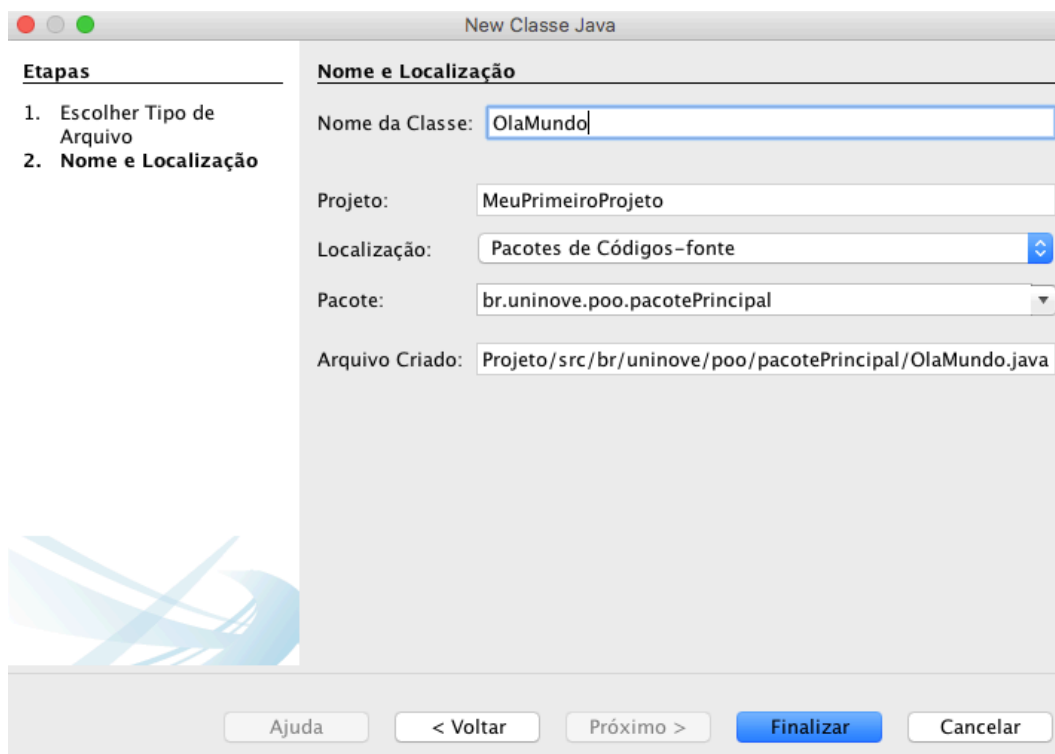 New Classe Java
Etapas
1. Escolher Tipo de
Arquivo
2. Nome e Localização
Nome e Localização
Nome da Classe: OlaMundo
Projeto: MeuPrimeiroProjeto
Localização: Pacotes de Códigos-fonte
Pacote: br.uninove.poo.pacotePrincipal
Arquivo Criado: Projeto/src/br/uninove/poo/pacotePrincipal/OlaMundo.java
Ajuda < Voltar Próximo > Finalizar Cancelar